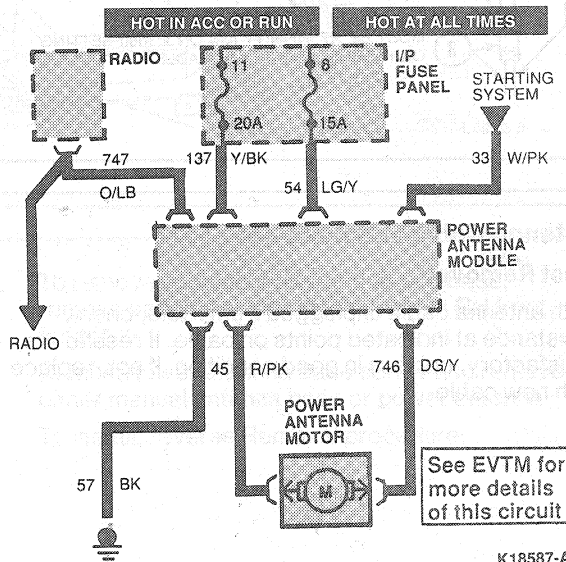 HOT IN ACC OR RUN
HOT AT ALL TIMES
RADIO
11
8
I/P
FUSE
PANEL
STARTING
SYSTEM
20A
15A
747
137
Y/BK
33
W/PK
O/LB
54
LG/Y
POWER
ANTENNA
MODULE
RADIO
45
R/PK
746
DG/Y
POWER
ANTENNA
MOTOR
M
57
BK
See EVTM for
more details
of this circuit
K18587-A